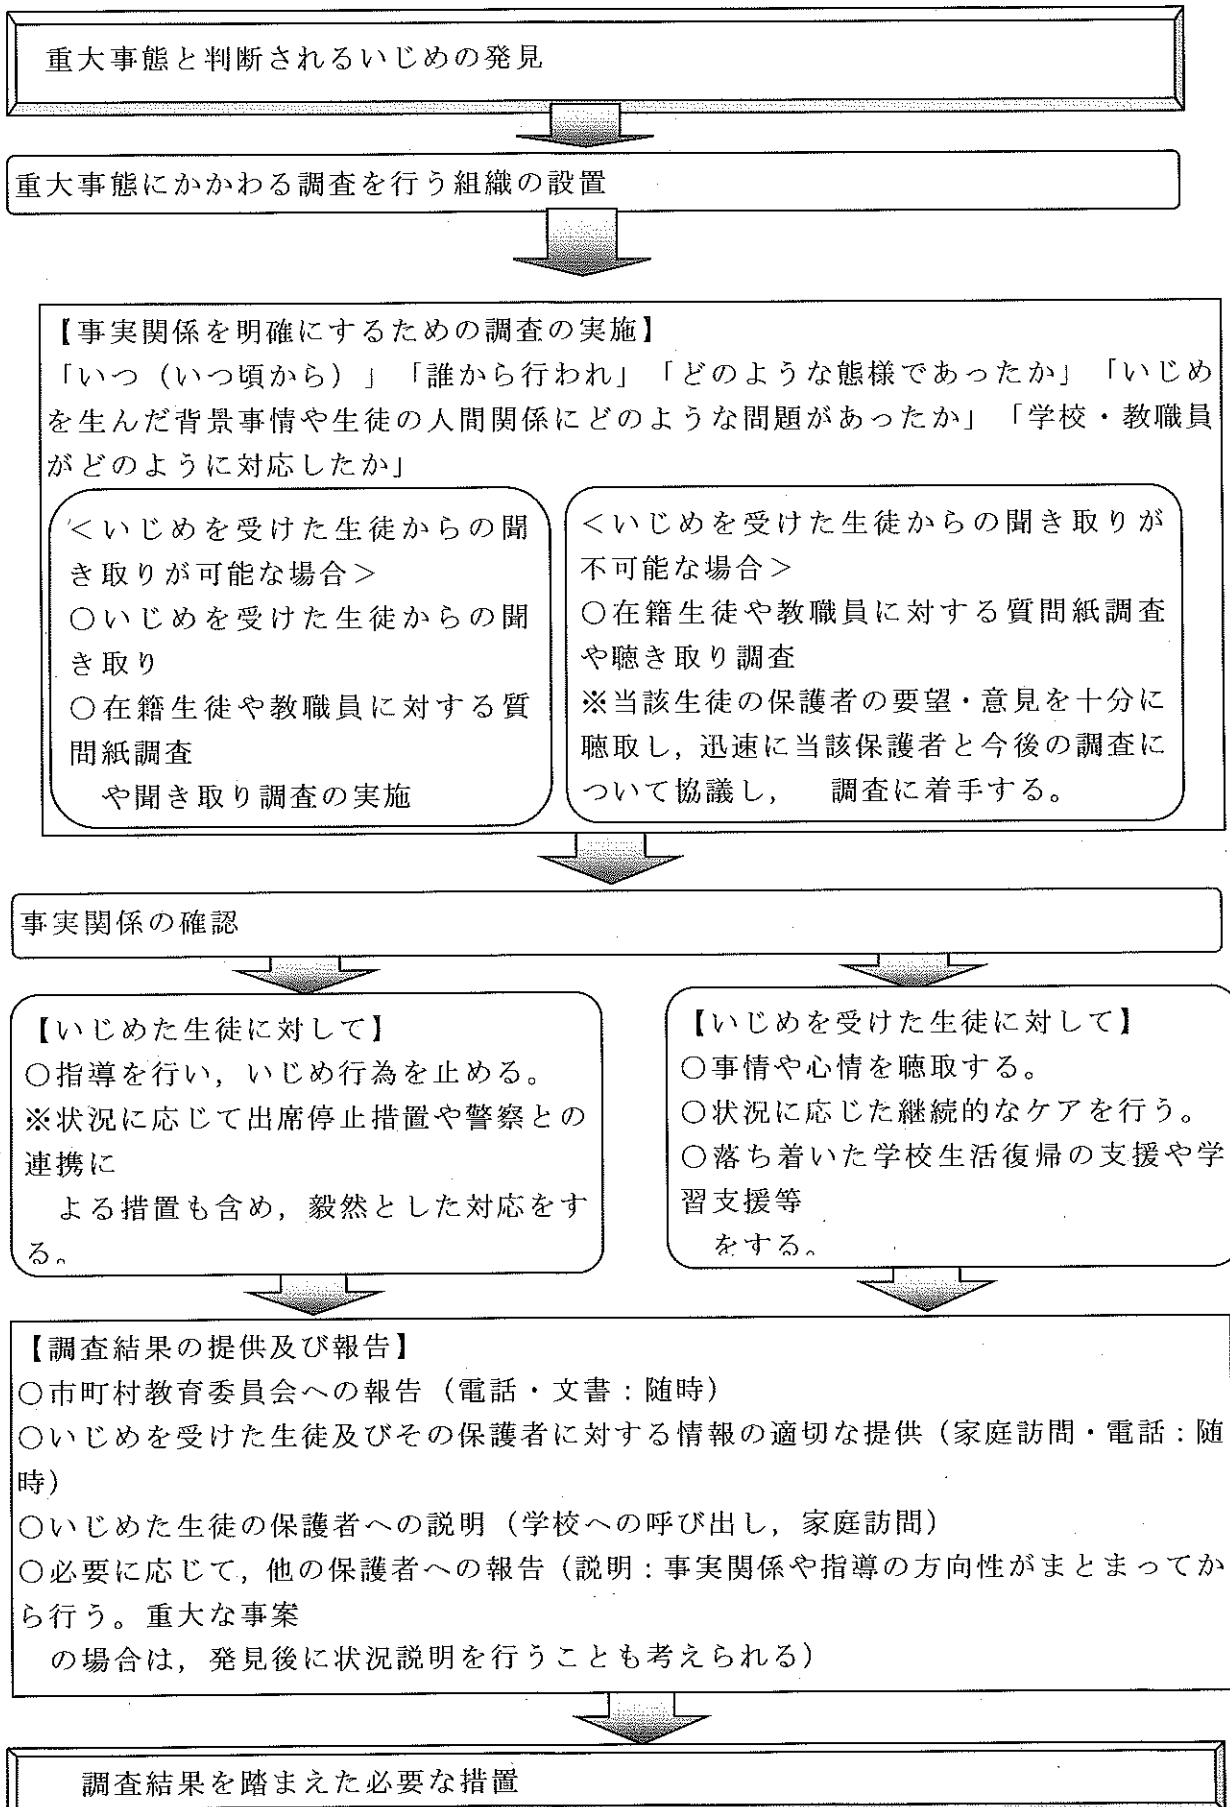 重大事態と判断されるいじめの発見
重大事態にかかわる調査を行う組織の設置
【事実関係を明確にするための調査の実施】
「いつ（いつ頃から）」「誰から行われ」「どのような態様であったか」「いじめ
を生んだ背景事情や生徒の人間関係にどのような問題があったか」「学校・教職員
がどのように対応したか」
＜いじめを受けた生徒からの聞
き取りが可能な場合＞
○いじめを受けた生徒からの聞
き取り
○在籍生徒や教職員に対する質
問紙調査
や聞き取り調査の実施
＜いじめを受けた生徒からの聞き取りが
不可能な場合＞
○在籍生徒や教職員に対する質問紙調査
や聴き取り調査
※当該生徒の保護者の要望・意見を十分に
聴取し，迅速に当該保護者と今後の調査に
ついて協議し，　調査に着手する。
事実関係の確認
【いじめた生徒に対して】
○指導を行い，いじめ行為を止める。
※状況に応じて出席停止措置や警察との
連携に
よる措置も含め，毅然とした対応をす
る。
【いじめを受けた生徒に対して】
○事情や心情を聴取する。
○状況に応じた継続的なケアを行う。
○落ち着いた学校生活復帰の支援や学
習支援等
をする。
【調査結果の提供及び報告】
○市町村教育委員会への報告（電話・文書：随時）
○いじめを受けた生徒及びその保護者に対する情報の適切な提供（家庭訪問・電話：随
時）
○いじめた生徒の保護者への説明（学校への呼び出し，家庭訪問）
○必要に応じて，他の保護者への報告（説明：事実関係や指導の方向性がまとまってか
ら行う。重大な事案
の場合は，発見後に状況説明を行うことも考えられる）
調査結果を踏まえた必要な措置